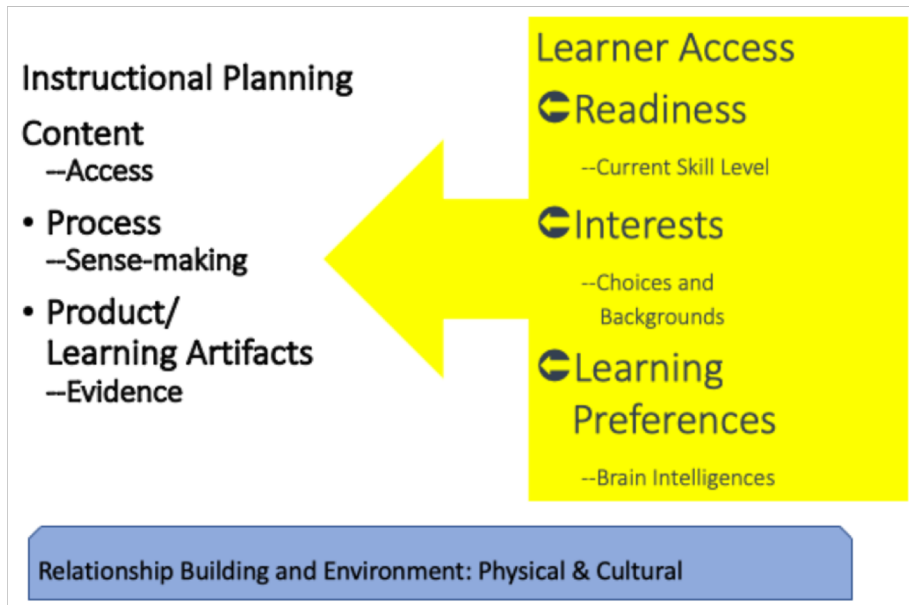 Instructional Planning
Content
--Access
• Process
--Sense-making
• Product/
Learning Artifacts
--Evidence
Learner Access
Readiness
--Current Skill Level
Interests
--Choices and
Backgrounds
Learning
Preferences
--Brain Intelligences
Relationship Building and Environment: Physical & Cultural